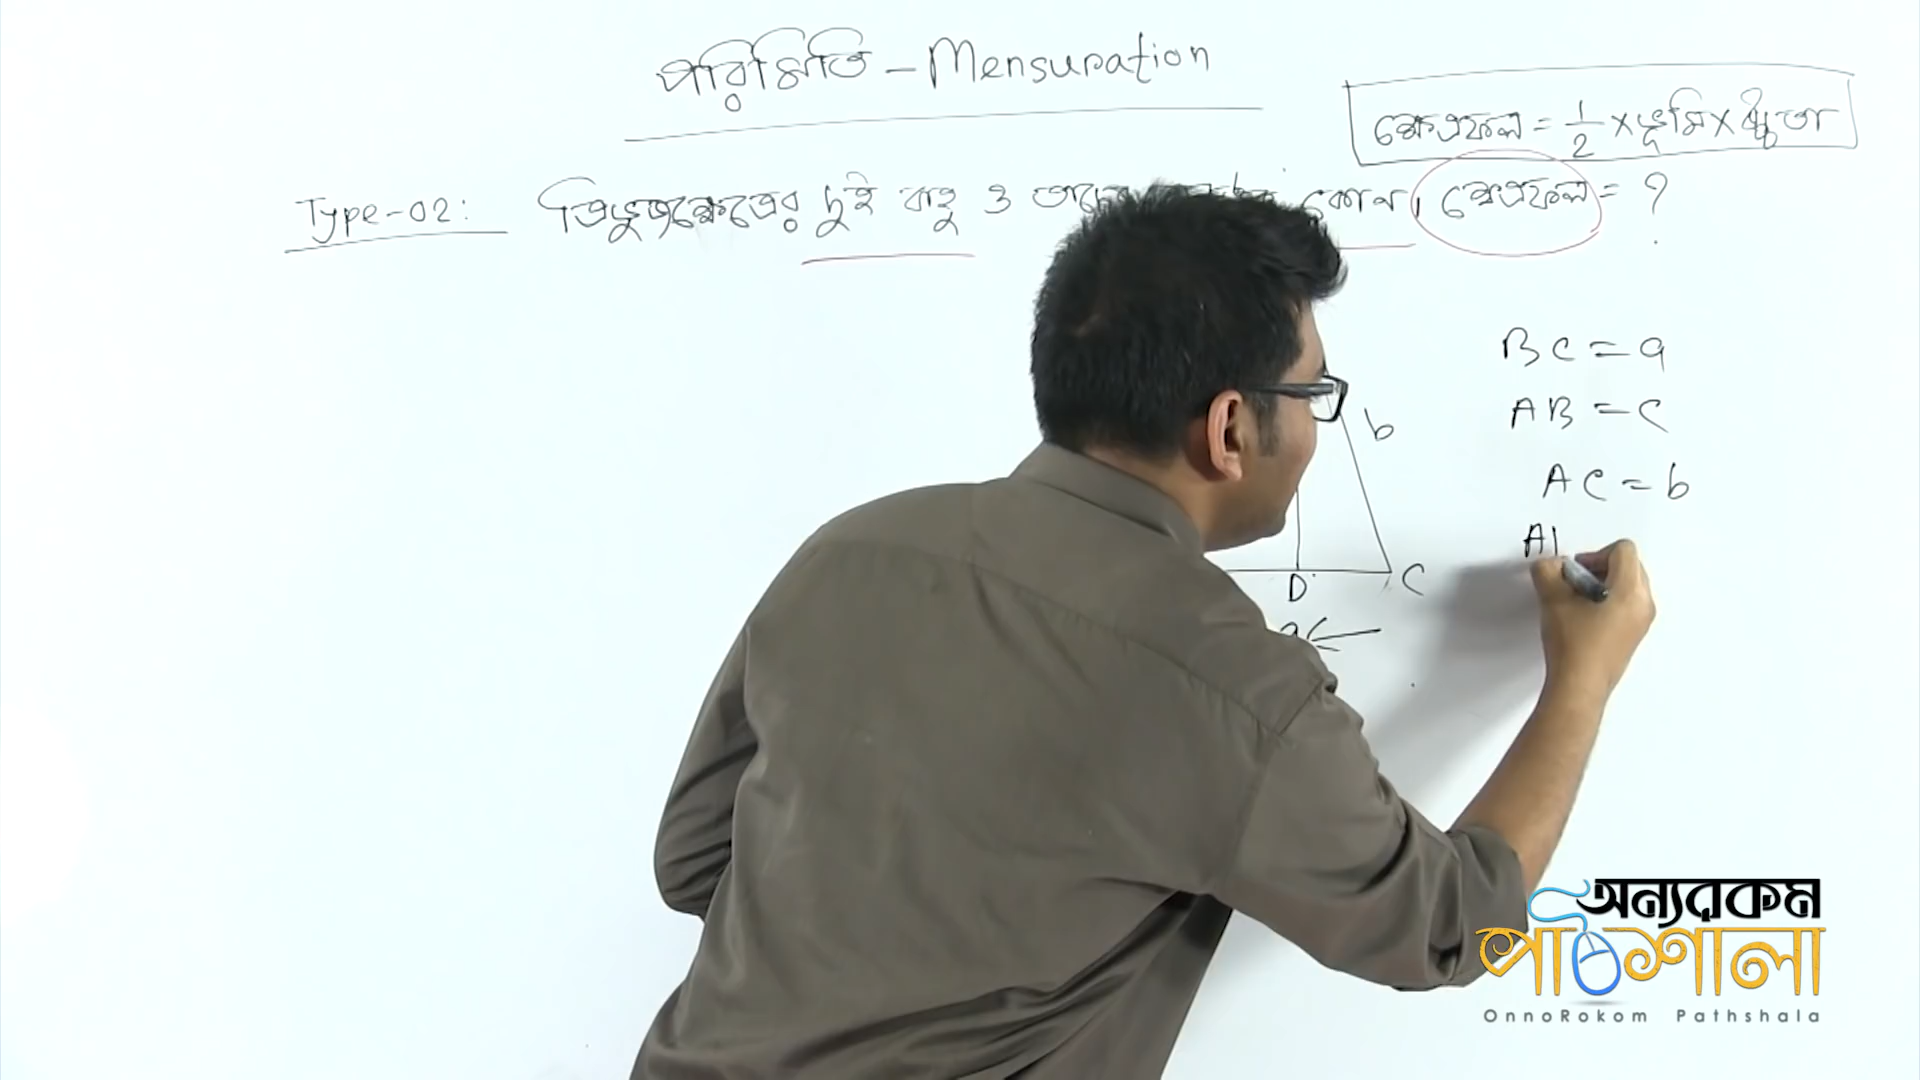 পরিমিতি - Mensuration
ক্ষেত্রফল = 1/2 × ভূমি × উচ্চতা
Type-02: ত্রিভুজক্ষেত্রের দুই বাহু ও কোণ, ক্ষেত্রফল = ?
BC = a
AB = c
AC = b
b
D
C
a
অন্যরকম
পাঠশালা
OnnoRokom Pathshala